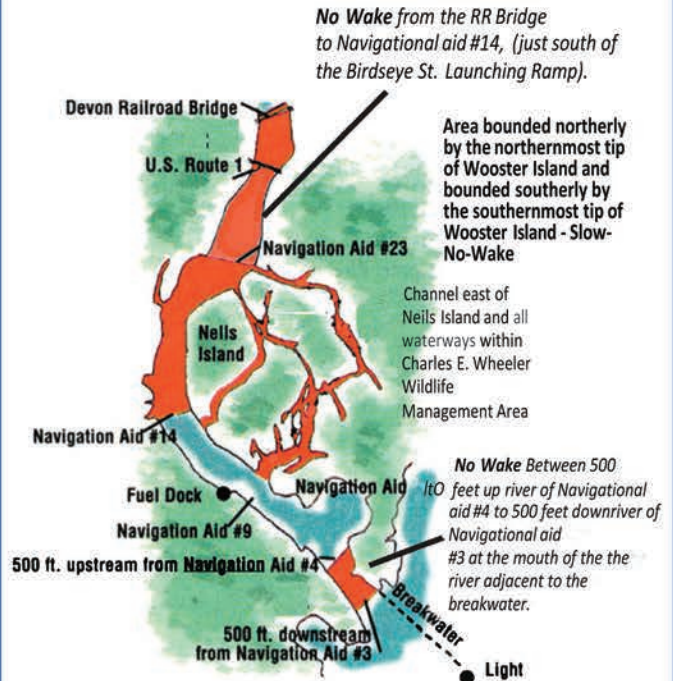 No Wake from the RR Bridge
to Navigational aid #14, (just south of
the Birdseye St. Launching Ramp).
Devon Railroad Bridge
U.S. Route 1
Area bounded northerly
by the northernmost tip
of Wooster Island and
bounded southerly by
the southernmost tip of
Wooster Island - Slow-
No-Wake
Navigation Aid #23
Channel east of
Neils Island and all
waterways within
Charles E. Wheeler
Wildlife
Management Area
Nells
Island
Navigation Aid #14
Fuel Dock
Navigation Aid
Navigation Aid #9
500 ft. upstream from Navigation Aid #4
No Wake Between 500
ltO feet up river of Navigational
aid #4 to 500 feet downriver of
Navigational aid
#3 at the mouth of the the
river adjacent to the
breakwater.
Breakwater
500 ft. downstream
from Navigation Aid #3
Light